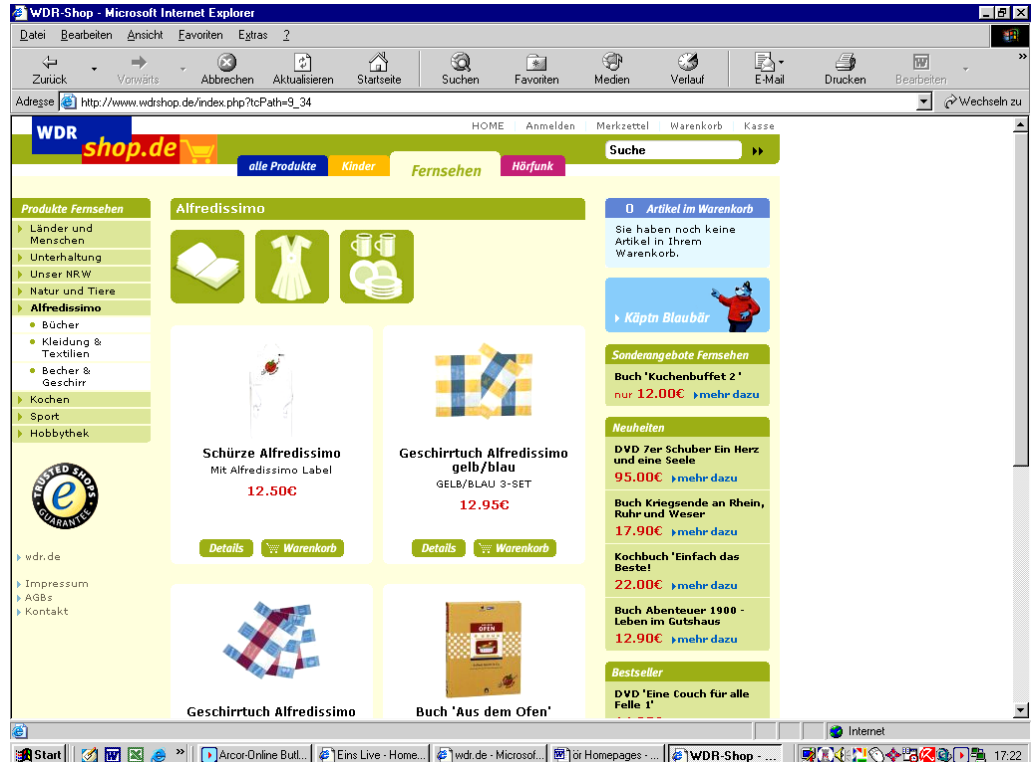 WDR-Shop - Microsoft Internet Explorer
Datei Bearbeiten Ansicht Favoriten Extras ?
Zurück Vorwärts Abbrechen Aktualisieren Startseite Suchen Favoriten Medien Verlauf E-Mail Drucken Bearbeiten
Adresse http://www.wdrshop.de/index.php?tcPath=9_34 Wechseln zu
WDR
shop.de
HOME Anmelden Merkzettel Warenkorb Kasse
Suche
alle Produkte Kinder Fernsehen Hörfunk
Produkte Fernsehen
Länder und
Menschen
Unterhaltung
Unser NRW
Natur und Tiere
Alfredissimo
Bücher
Kleidung &
Textilien
Becher &
Geschirr
Kochen
Sport
Hobbythek
TRUSTED SHOPS
e
GUARANTEE
wdr.de
Impressum
AGBs
Kontakt
Alfredissimo
Schürze Alfredissimo
Mit Alfredissimo Label
12.50€
Details Warenkorb
Geschirrtuch Alfredissimo
gelb/blau
GELB/BLAU 3-SET
12.95€
Details Warenkorb
Geschirrtuch Alfredissimo
OFEN
Buch 'Aus dem Ofen'
0 Artikel im Warenkorb
Sie haben noch keine
Artikel in Ihrem
Warenkorb.
Käptn Blaubär
Sonderangebote Fernsehen
Buch 'Kuchenbuffet 2'
nur 12.00€ mehr dazu
Neuheiten
DVD 7er Schuber Ein Herz
und eine Seele
95.00€ mehr dazu
Buch Kriegsende an Rhein,
Ruhr und Weser
17.90€ mehr dazu
Kochbuch 'Einfach das
Beste!
22.00€ mehr dazu
Buch Abenteuer 1900 -
Leben im Gutshaus
12.90€ mehr dazu
Bestseller
DVD 'Eine Couch für alle
Felle 1'
Internet
Start » Arcor-Online Butl... Eins Live - Home... wdr.de - Microsof... ör Homepages - ... WDR-Shop - ... 17:22